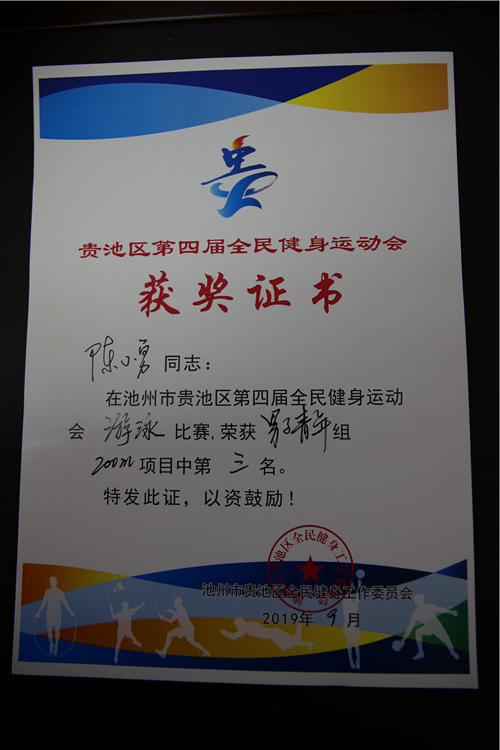 贵池区第四届全民健身运动会
获奖证书
陈小勇 同志：
在池州市贵池区第四届全民健身运动
会 游泳 比赛,荣获 男子青年组
200m 项目中第 三 名。
特发此证，以资鼓励！
池州市贵池区全民健身工作委员会
2019年 9 月